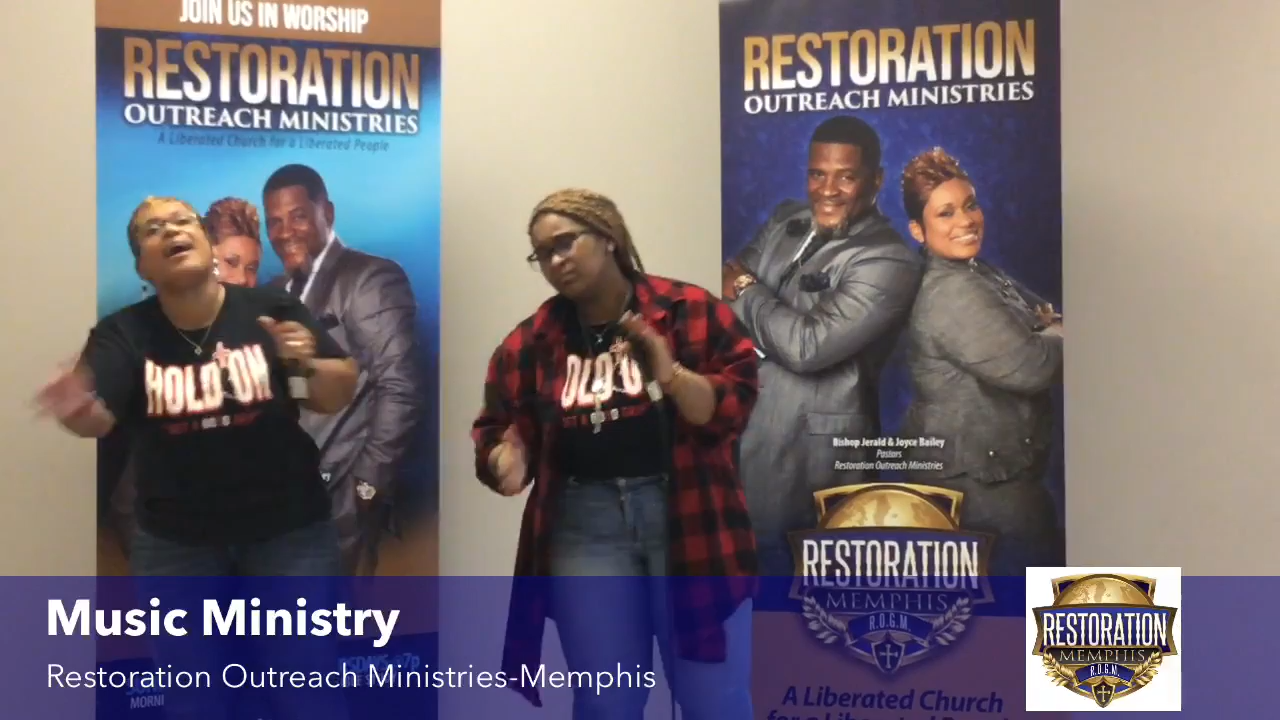 JOIN US IN WORSHIP
RESTORATION
OUTREACH MINISTRIES
A Liberated Church for a Liberated People
HOLD ON
RESTORATION
OUTREACH MINISTRIES
Bishop Jerald & Joyce Bailey
Pastors
Restoration Outreach Ministries
RESTORATION
MEMPHIS
R.O.G.M.
A Liberated Church
MORNI
Music Ministry
Restoration Outreach Ministries-Memphis
RESTORATION
MEMPHIS
R.O.G.M.